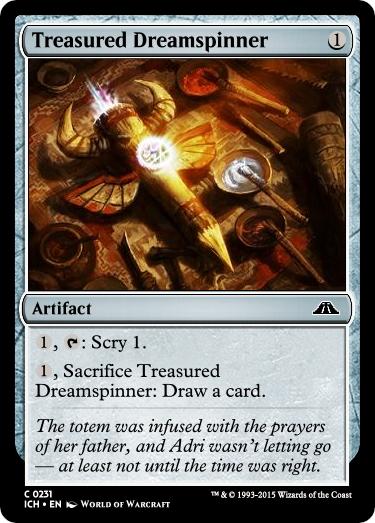 Treasured Dreamspinner 1
Artifact
1, : Scry 1.
1, Sacrifice Treasured
Dreamspinner: Draw a card.
The totem was infused with the prayers
of her father, and Adri wasn't letting go
— at least not until the time was right.
C 0231
ICH • EN World of Warcraft
™ & © 1993-2015 Wizards of the Coast